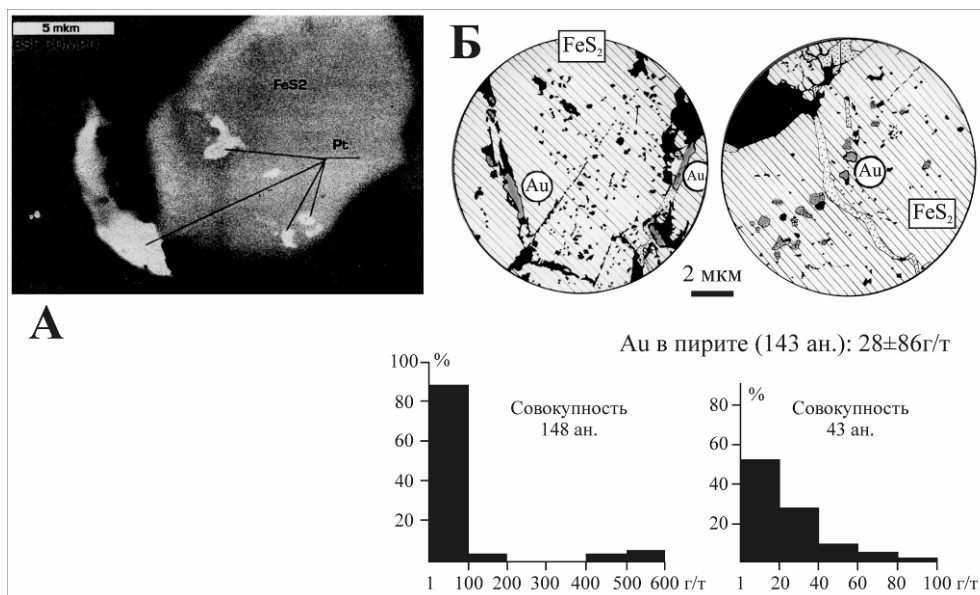 5 mkm
FeS2
Pt
А
Б
FeS₂
Au
Au
Au
FeS₂
2 мкм
Au в пирите (143 ан.): 28±86г/т
100
%
80
60
40
20
Совокупность
148 ан.
1 100 200 300 400 500 600 г/т
%
80
60
40
20
Совокупность
43 ан.
1 20 40 60 80 100 г/т